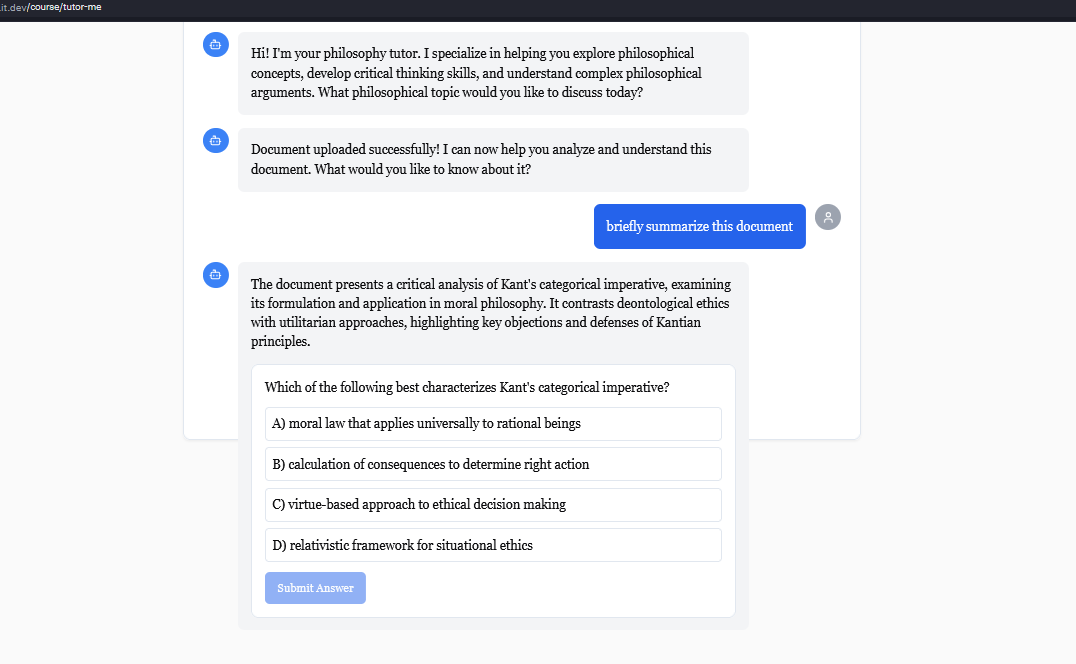 it.dev/course/tutor-me
Hi! I'm your philosophy tutor. I specialize in helping you explore philosophical
concepts, develop critical thinking skills, and understand complex philosophical
arguments. What philosophical topic would you like to discuss today?
Document uploaded successfully! I can now help you analyze and understand this
document. What would you like to know about it?
briefly summarize this document
The document presents a critical analysis of Kant's categorical imperative, examining
its formulation and application in moral philosophy. It contrasts deontological ethics
with utilitarian approaches, highlighting key objections and defenses of Kantian
principles.
Which of the following best characterizes Kant's categorical imperative?
A) moral law that applies universally to rational beings
B) calculation of consequences to determine right action
C) virtue-based approach to ethical decision making
D) relativistic framework for situational ethics
Submit Answer